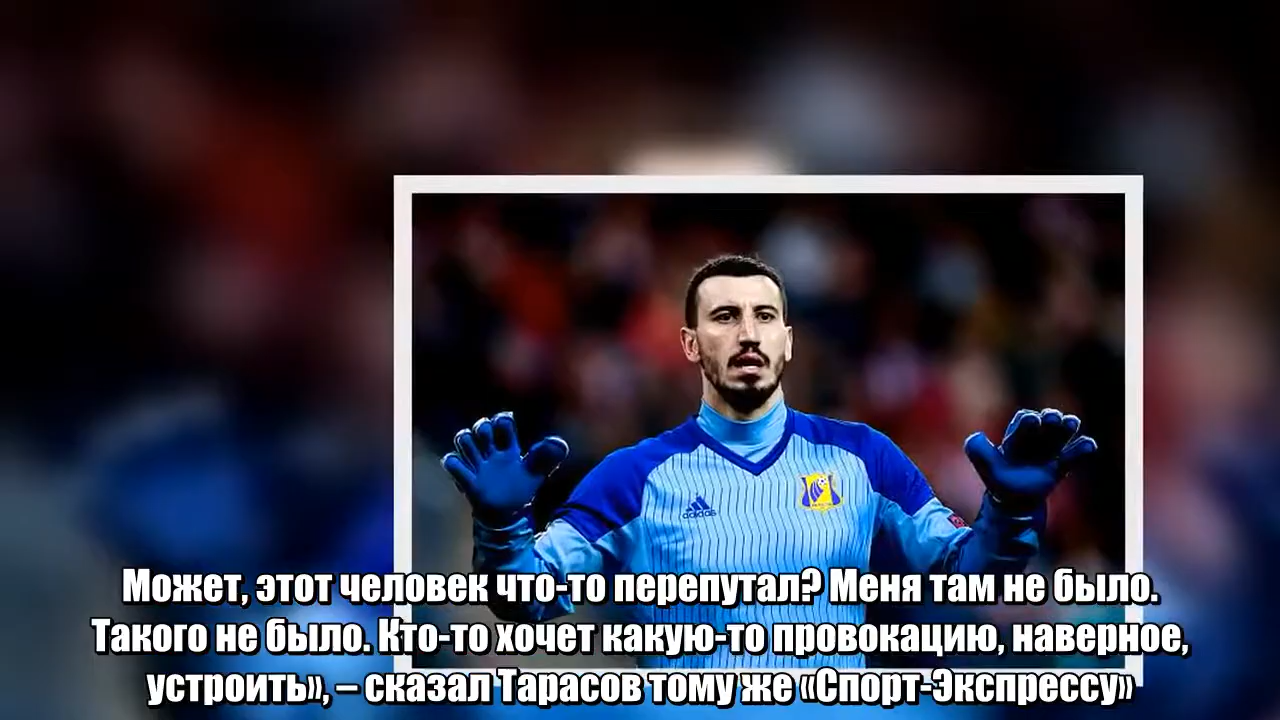 adidas
Может, этот человек что-то перепутал? Меня там не было.
Такого не было. Кто-то хочет какую-то провокацию, наверное,
устроить», – сказал Тарасов тому же «Спорт-Экспрессу»